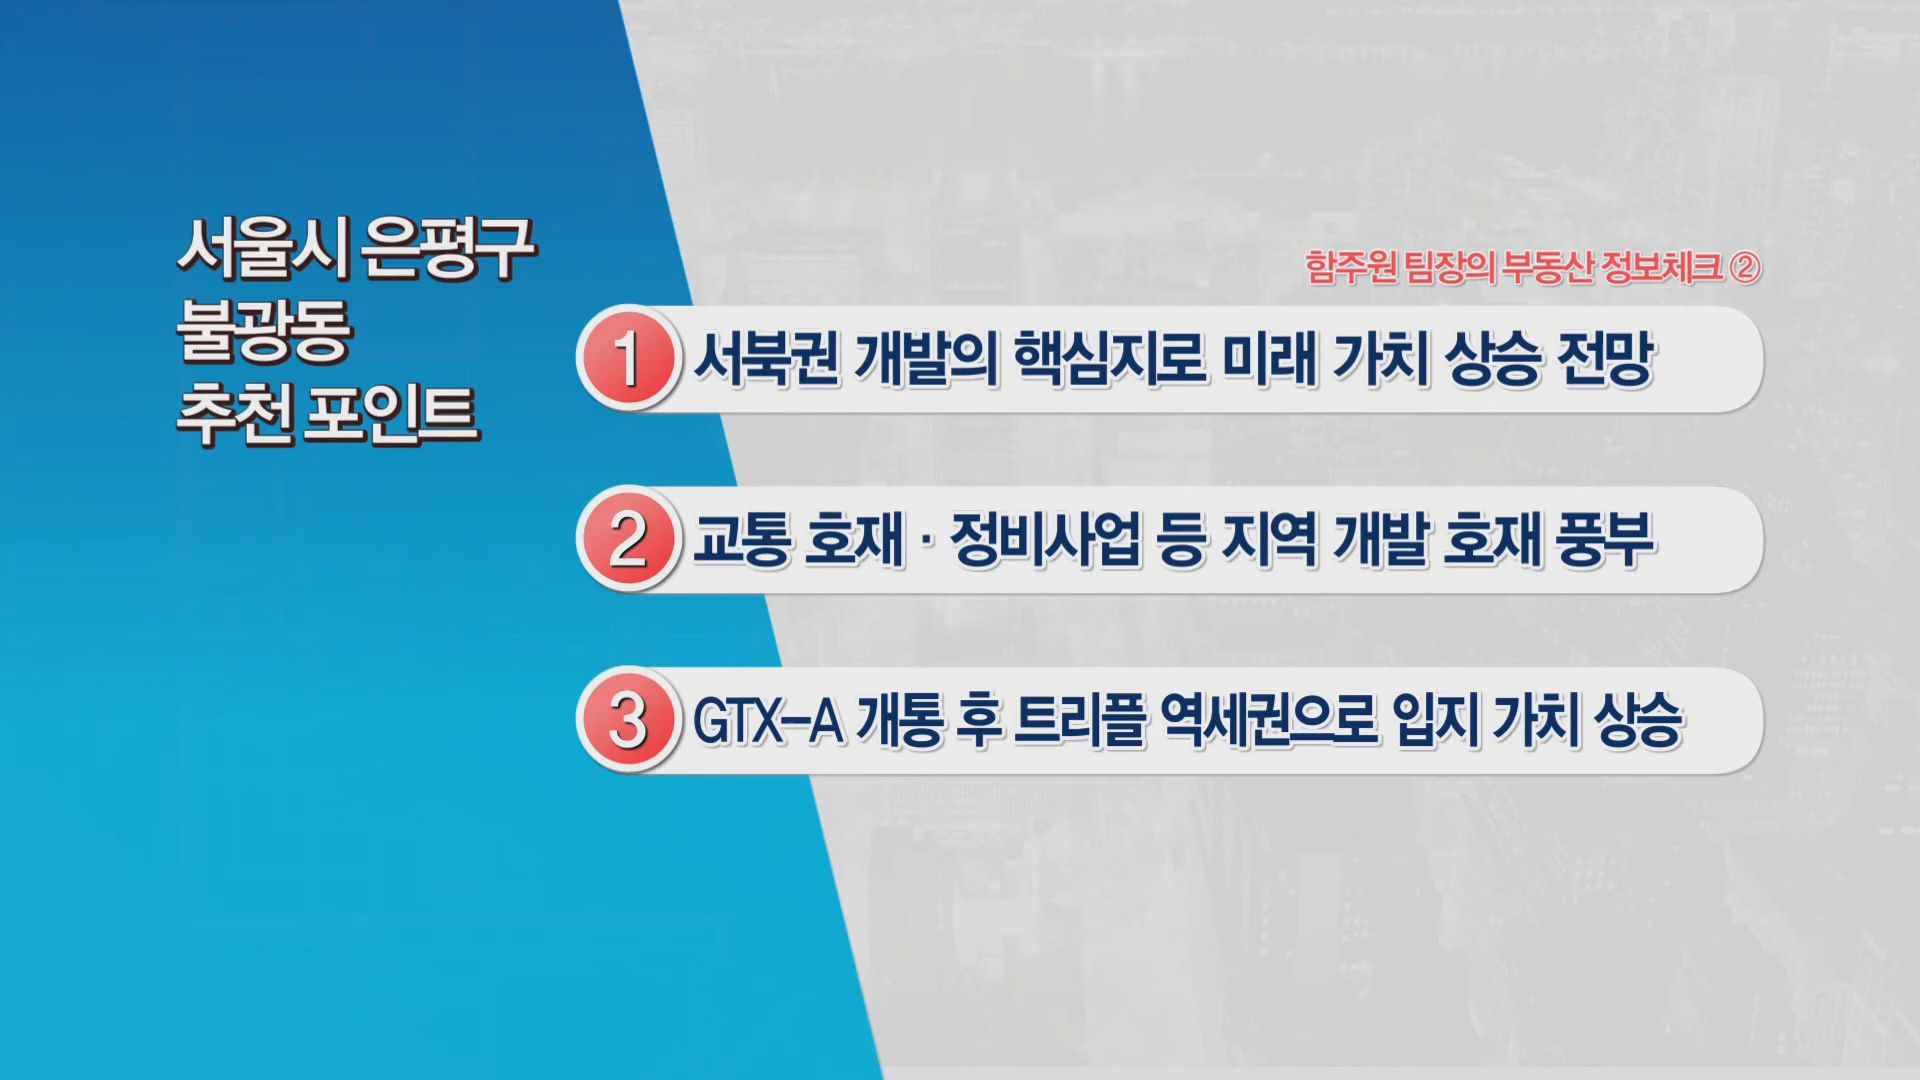 서울시 은평구
불광동
추천 포인트
함주원 팀장의 부동산 정보체크 ②
1 서북권 개발의 핵심지로 미래 가치 상승 전망
2 교통 호재 · 정비사업 등 지역 개발 호재 풍부
3 GTX-A 개통 후 트리플 역세권으로 입지 가치 상승